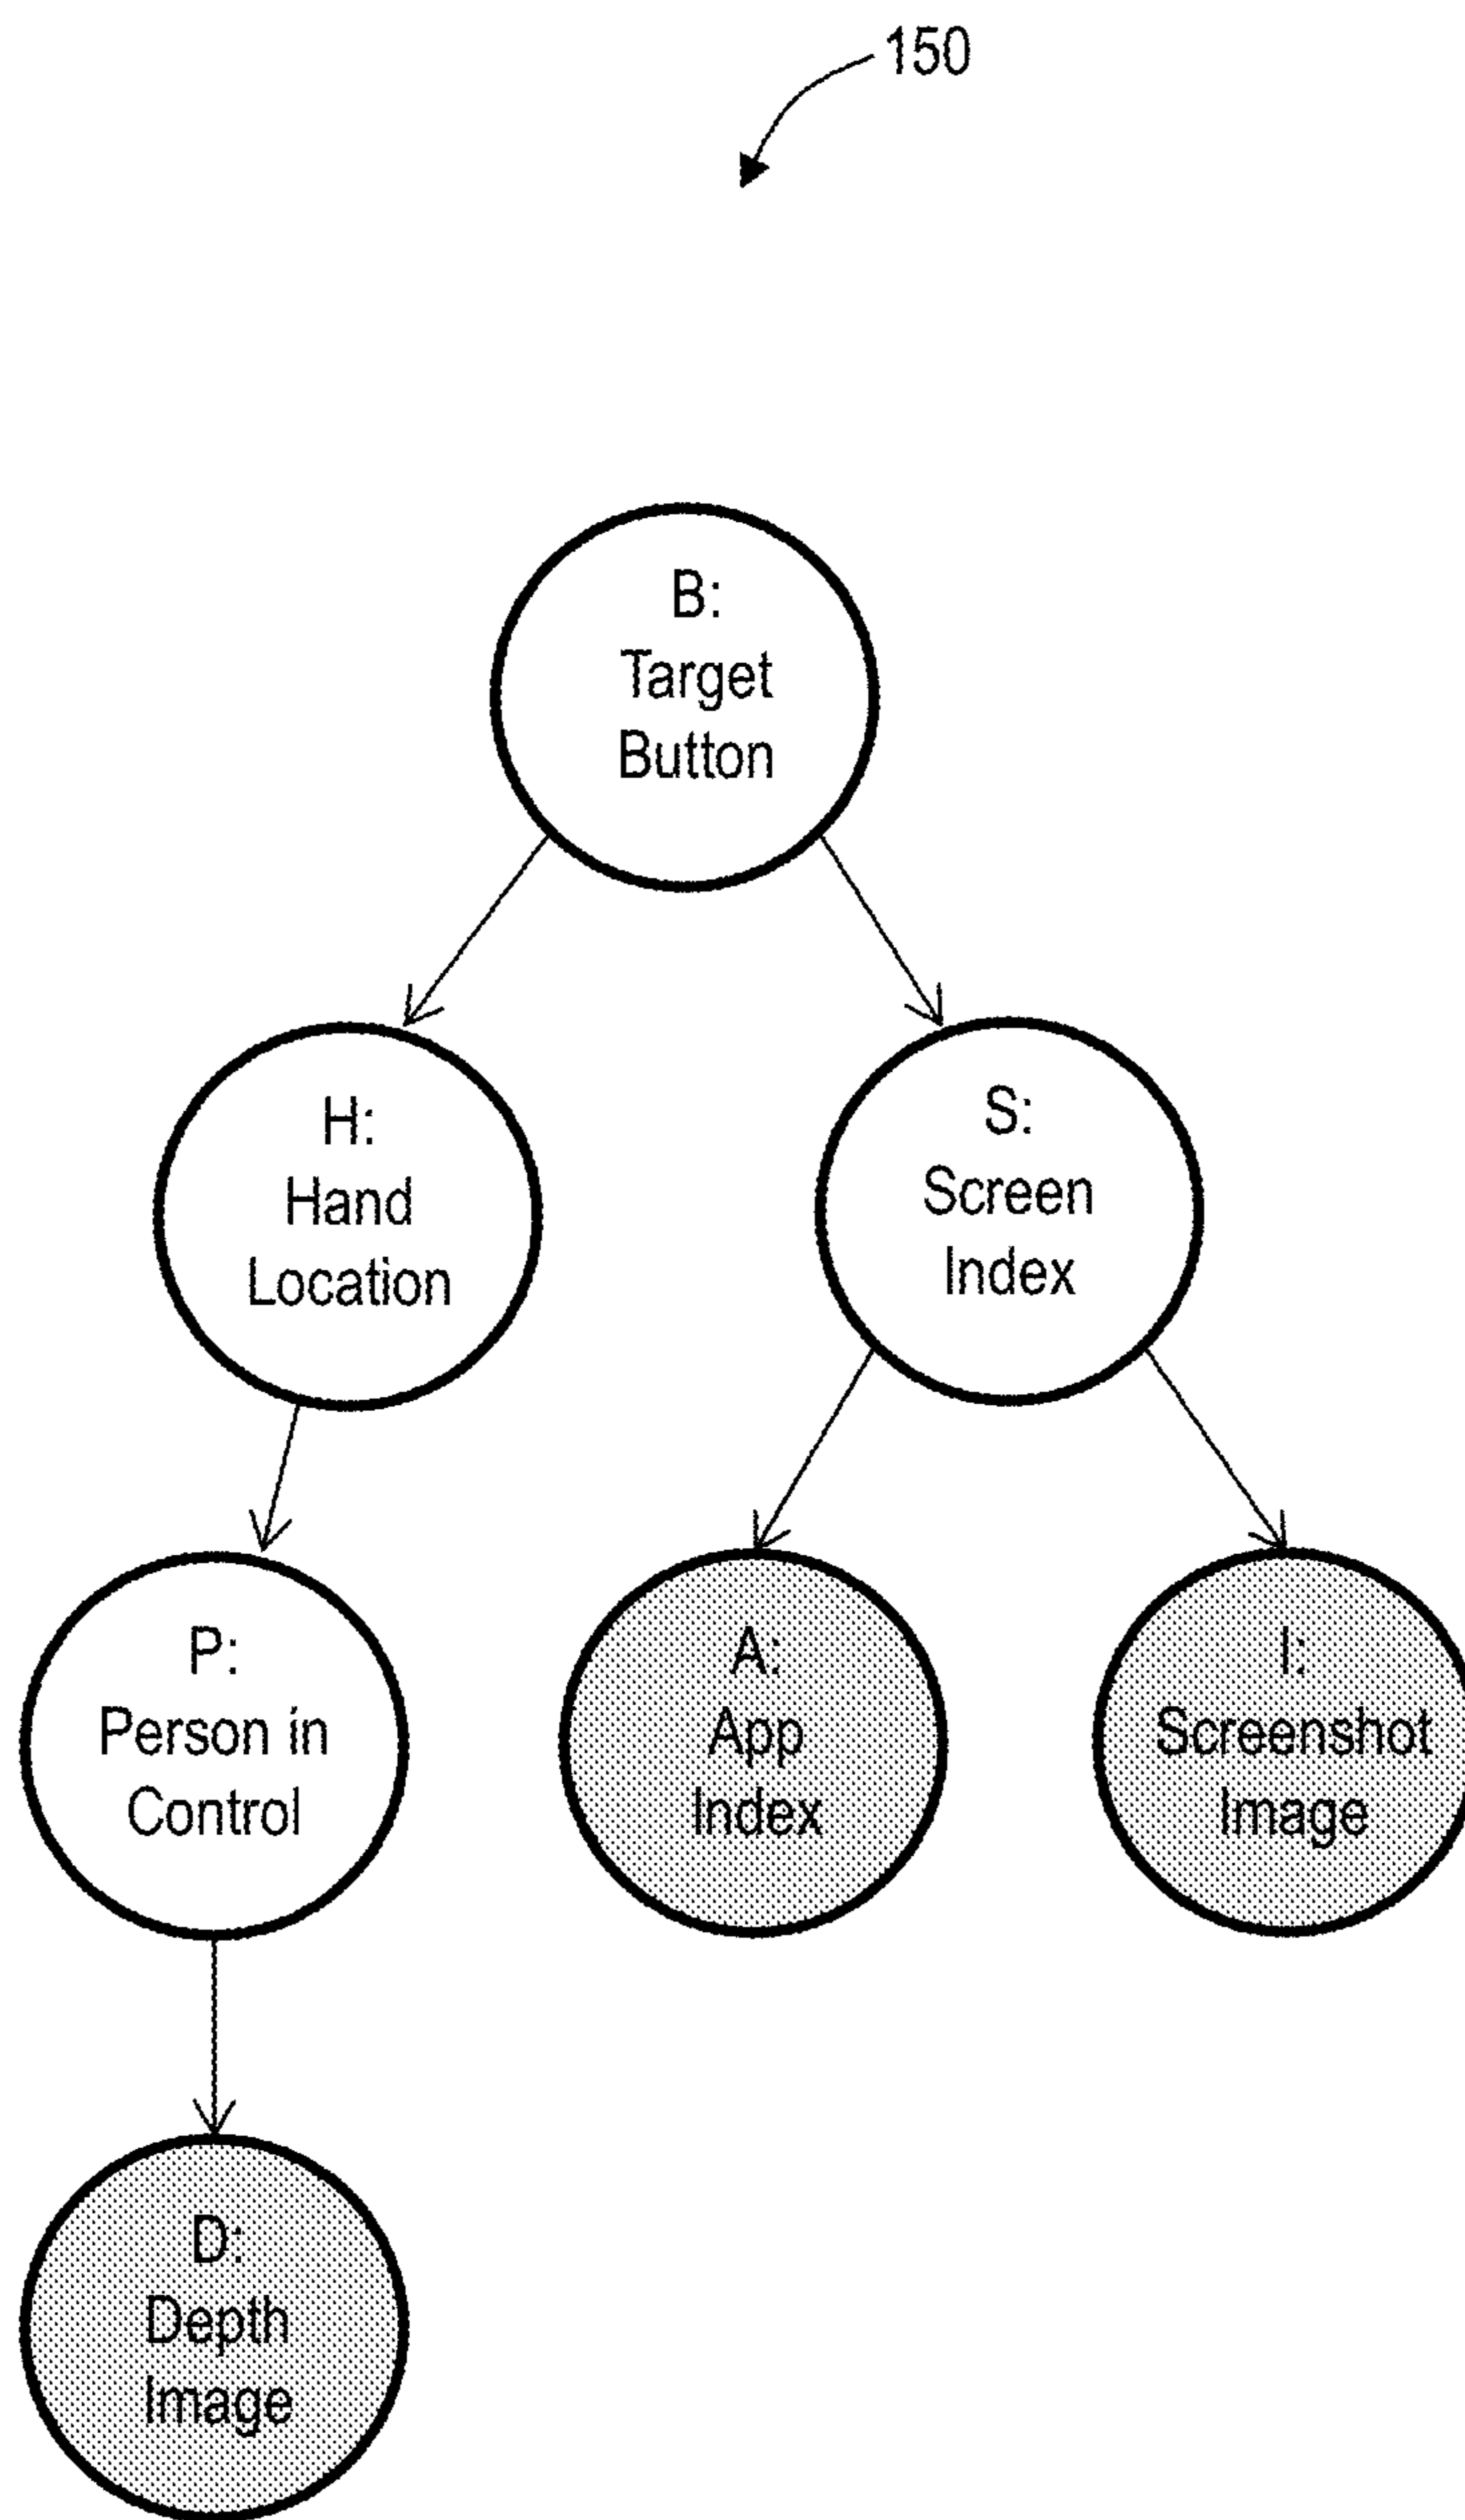 150
B:
Target
Button
H:
Hand
Location
S:
Screen
Index
P:
Person in
Control
A:
App
Index
I:
Screenshot
Image
D:
Depth
Image